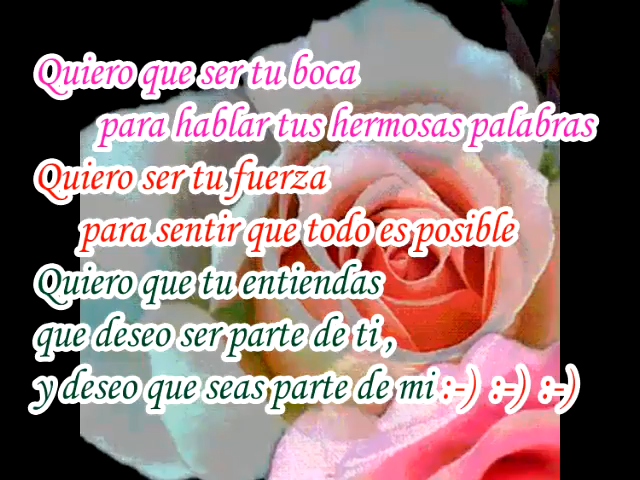 Quiero que ser tu boca
para hablar tus hermosas palabras
Quiero ser tu fuerza
para sentir que todo es posible
Quiero que tu entiendas
que deseo ser parte de ti ,
y deseo que seas parte de mi :-) :-) :-)